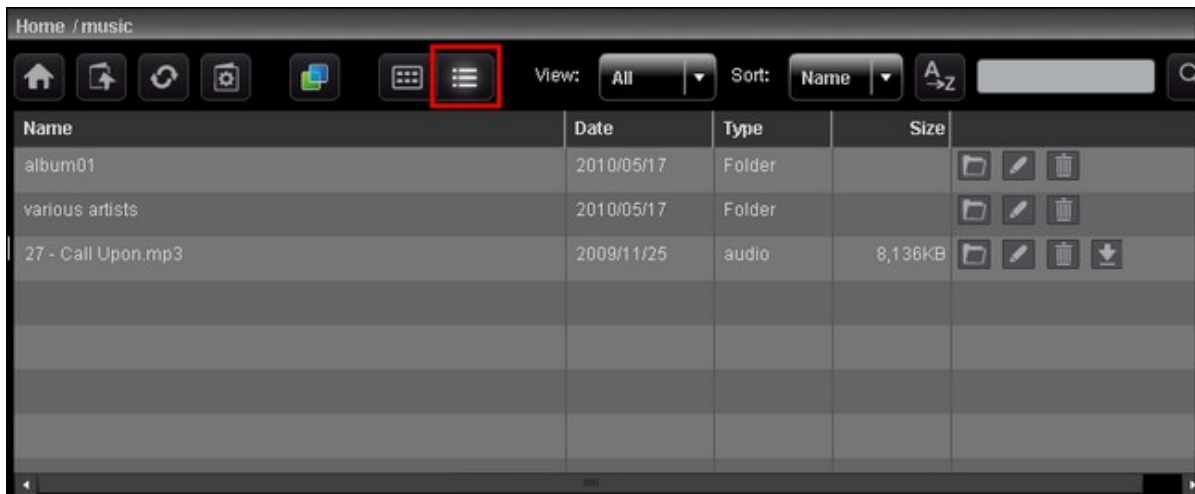 Home /music
View: All Sort: Name A→Z
Name Date Type Size
album01 2010/05/17 Folder
various artists 2010/05/17 Folder
27 - Call Upon.mp3 2009/11/25 audio 8,136KB